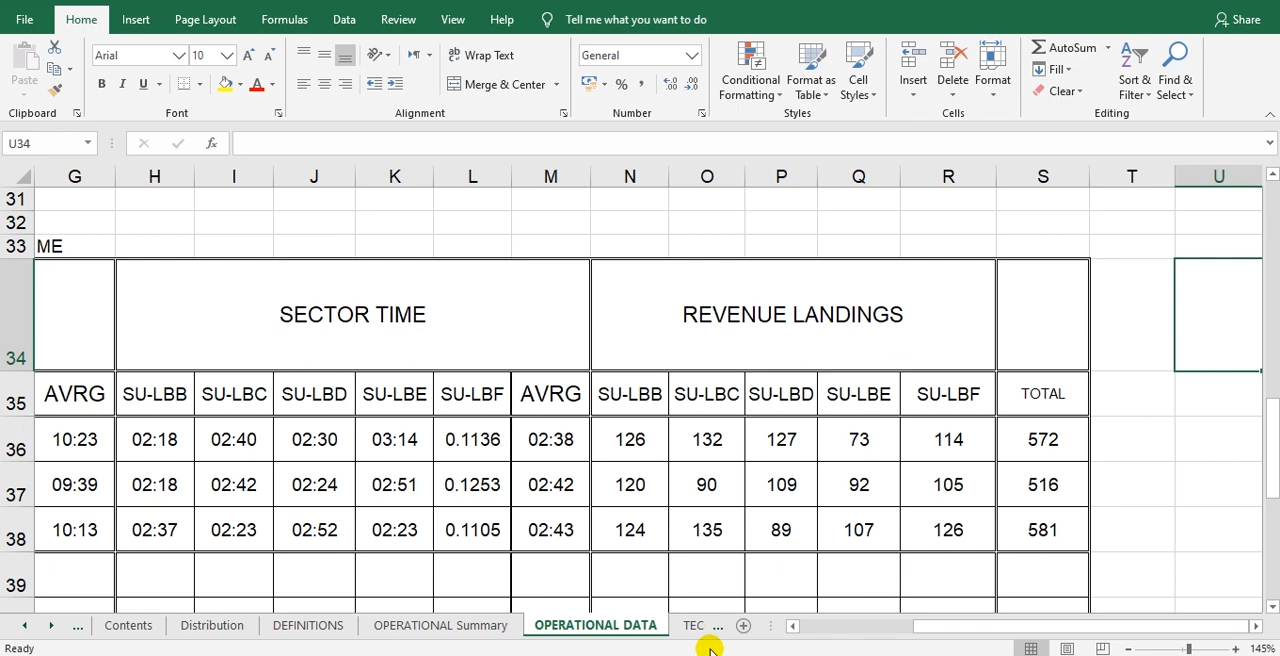 File Home Insert Page Layout Formulas Data Review View Help Tell me what you want to do Share
Paste Arial 10 Wrap Text General Conditional Formatting Format as Table Cell Styles Insert Delete Format AutoSum Fill Clear Sort & Filter Find & Select
B I U Merge & Center % ,
Clipboard Font Alignment Number Styles Cells Editing
U34 fx
G H I J K L M N O P Q R S T U
31
32
33 ME
34 SECTOR TIME REVENUE LANDINGS
35 AVRG SU-LBB SU-LBC SU-LBD SU-LBE SU-LBF AVRG SU-LBB SU-LBC SU-LBD SU-LBE SU-LBF TOTAL
36 10:23 02:18 02:40 02:30 03:14 0.1136 02:38 126 132 127 73 114 572
37 09:39 02:18 02:42 02:24 02:51 0.1253 02:42 120 90 109 92 105 516
38 10:13 02:37 02:23 02:52 02:23 0.1105 02:43 124 135 89 107 126 581
39
... Contents Distribution DEFINITIONS OPERATIONAL Summary OPERATIONAL DATA TEC ...
Ready 145%